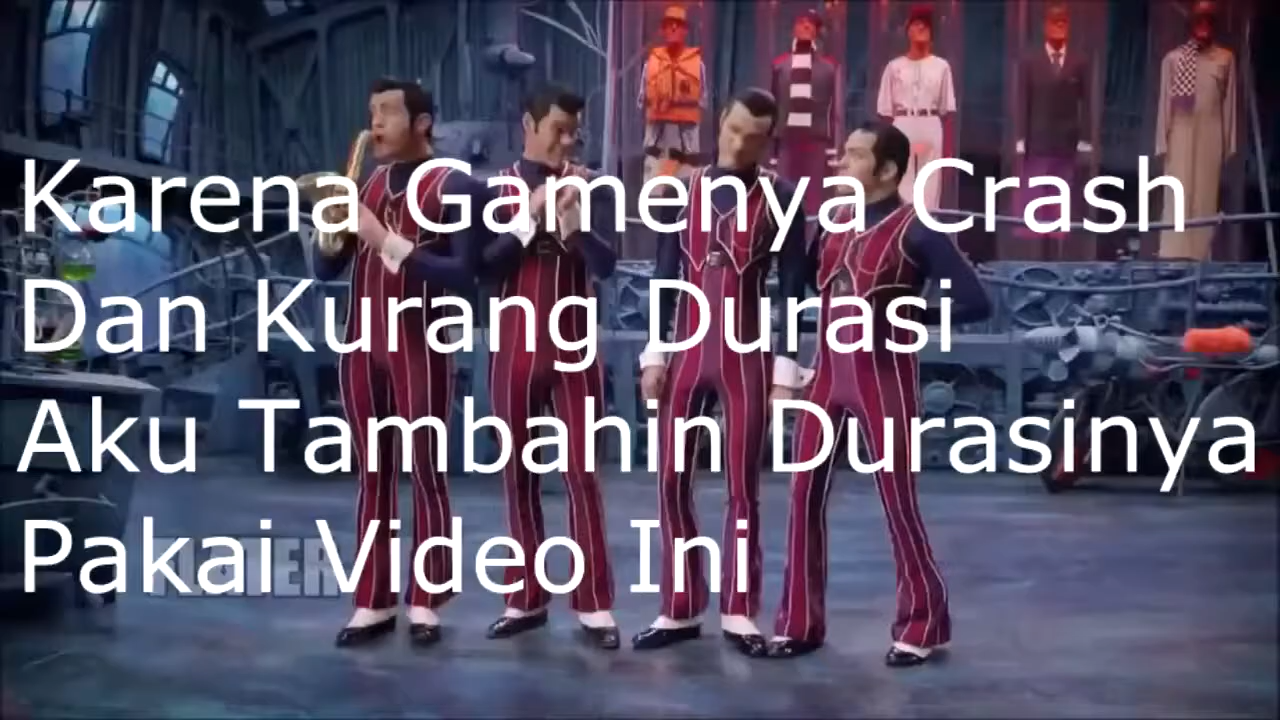 Karena Gamenya Crash
Dan Kurang Durasi
Aku Tambahin Durasinya
Pakai Video Ini